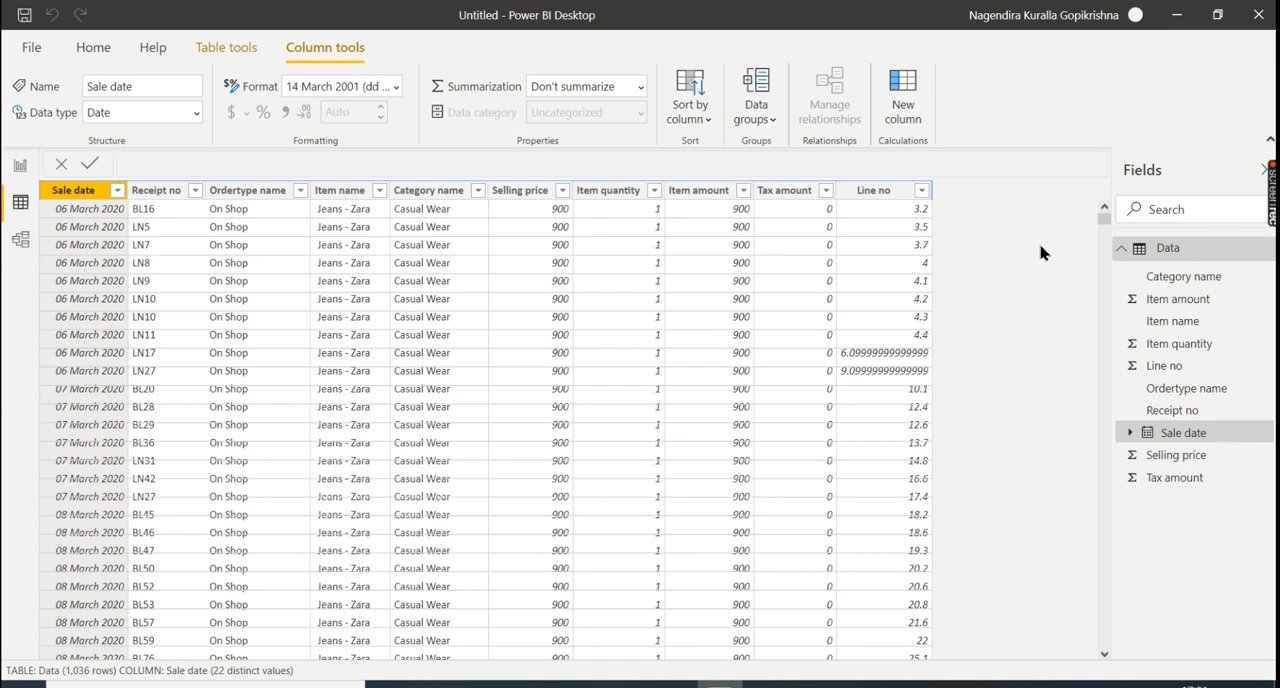 Untitled - Power BI Desktop
Nagendira Kuralla Gopikrishna
File Home Help Table tools Column tools
Name Sale date
Data type Date
Structure
$% Format 14 March 2001 (dd ...
$ % 9 Auto
Formatting
Σ Summarization Don't summarize
Data category Uncategorized
Properties
Sort by column
Sort
Data groups
Groups
Manage relationships
Relationships
New column
Calculations
Sale date Receipt no Ordertype name Item name Category name Selling price Item quantity Item amount Tax amount Line no
06 March 2020 BL16 On Shop Jeans - Zara Casual Wear 900 1 900 0 3.2
06 March 2020 LN5 On Shop Jeans - Zara Casual Wear 900 1 900 0 3.5
06 March 2020 LN7 On Shop Jeans - Zara Casual Wear 900 1 900 0 3.7
06 March 2020 LN8 On Shop Jeans - Zara Casual Wear 900 1 900 0 4
06 March 2020 LN9 On Shop Jeans - Zara Casual Wear 900 1 900 0 4.1
06 March 2020 LN10 On Shop Jeans - Zara Casual Wear 900 1 900 0 4.2
06 March 2020 LN10 On Shop Jeans - Zara Casual Wear 900 1 900 0 4.3
06 March 2020 LN11 On Shop Jeans - Zara Casual Wear 900 1 900 0 4.4
06 March 2020 LN17 On Shop Jeans - Zara Casual Wear 900 1 900 0 6.09999999999999
06 March 2020 LN27 On Shop Jeans - Zara Casual Wear 900 1 900 0 9.09999999999999
07 March 2020 BL20 On Shop Jeans - Zara Casual Wear 900 1 900 0 10.1
07 March 2020 BL28 On Shop Jeans - Zara Casual Wear 900 1 900 0 12.4
07 March 2020 BL29 On Shop Jeans - Zara Casual Wear 900 1 900 0 12.6
07 March 2020 BL36 On Shop Jeans - Zara Casual Wear 900 1 900 0 13.7
07 March 2020 LN31 On Shop Jeans - Zara Casual Wear 900 1 900 0 14.8
07 March 2020 LN42 On Shop Jeans - Zara Casual Wear 900 1 900 0 16.6
07 March 2020 LN27 On Shop Jeans - Zara Casual Wear 900 1 900 0 17.4
08 March 2020 BL45 On Shop Jeans - Zara Casual Wear 900 1 900 0 18.2
08 March 2020 BL46 On Shop Jeans - Zara Casual Wear 900 1 900 0 18.6
08 March 2020 BL47 On Shop Jeans - Zara Casual Wear 900 1 900 0 19.3
08 March 2020 BL50 On Shop Jeans - Zara Casual Wear 900 1 900 0 20.2
08 March 2020 BL52 On Shop Jeans - Zara Casual Wear 900 1 900 0 20.6
08 March 2020 BL53 On Shop Jeans - Zara Casual Wear 900 1 900 0 20.8
08 March 2020 BL57 On Shop Jeans - Zara Casual Wear 900 1 900 0 21.6
08 March 2020 BL59 On Shop Jeans - Zara Casual Wear 900 1 900 0 22
08 March 2020 BL76 On Shop Jeans - Zara Casual Wear 900 1 900 0 25.1
Fields
Search
Data
Category name
Σ Item amount
Item name
Σ Item quantity
Σ Line no
Ordertype name
Receipt no
Sale date
Σ Selling price
Σ Tax amount
screenrec
TABLE: Data (1,036 rows) COLUMN: Sale date (22 distinct values)